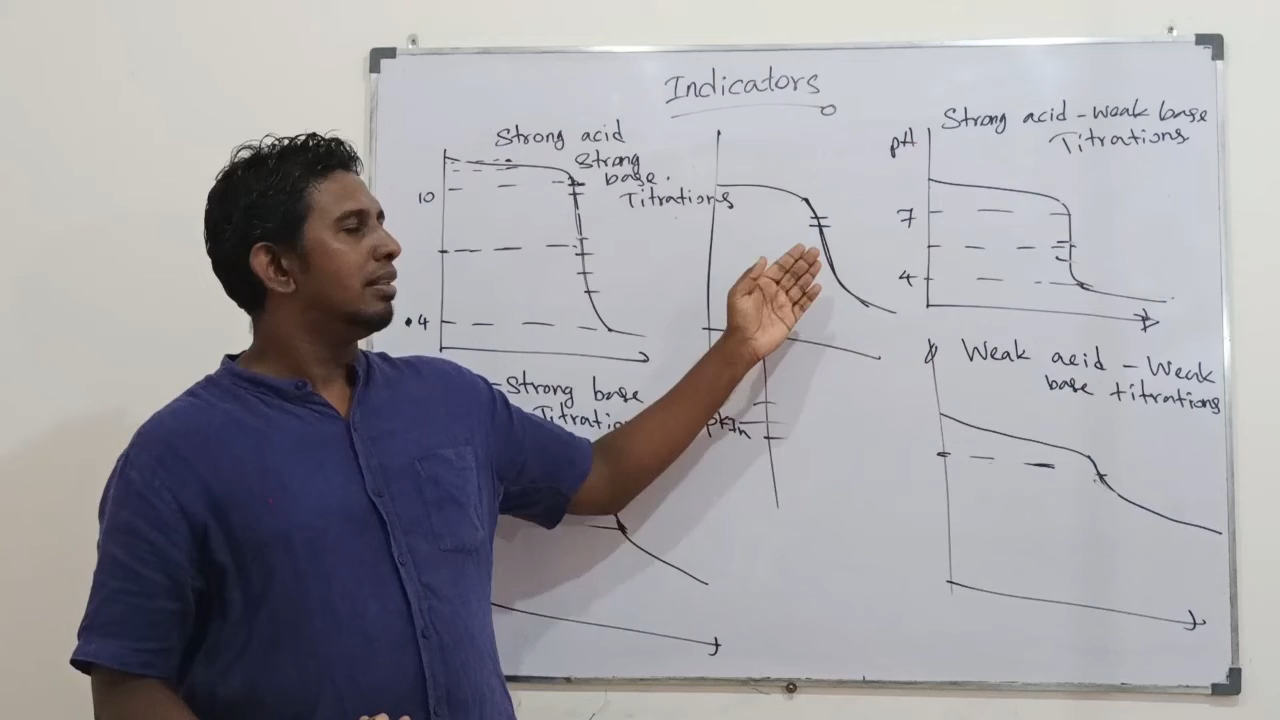 Indicators
Strong acid
Strong
base.
Titrations
10
4
Strong acid - Weak base
Titrations
pH
7
4
-Strong base
Titratio
pKIn
Weak acid - Weak
base titrations